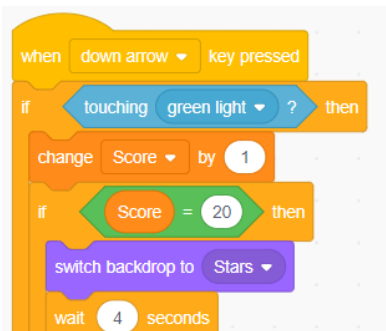 when down arrow key pressed
if touching green light ? then
change Score by 1
if Score = 20 then
switch backdrop to Stars
wait 4 seconds